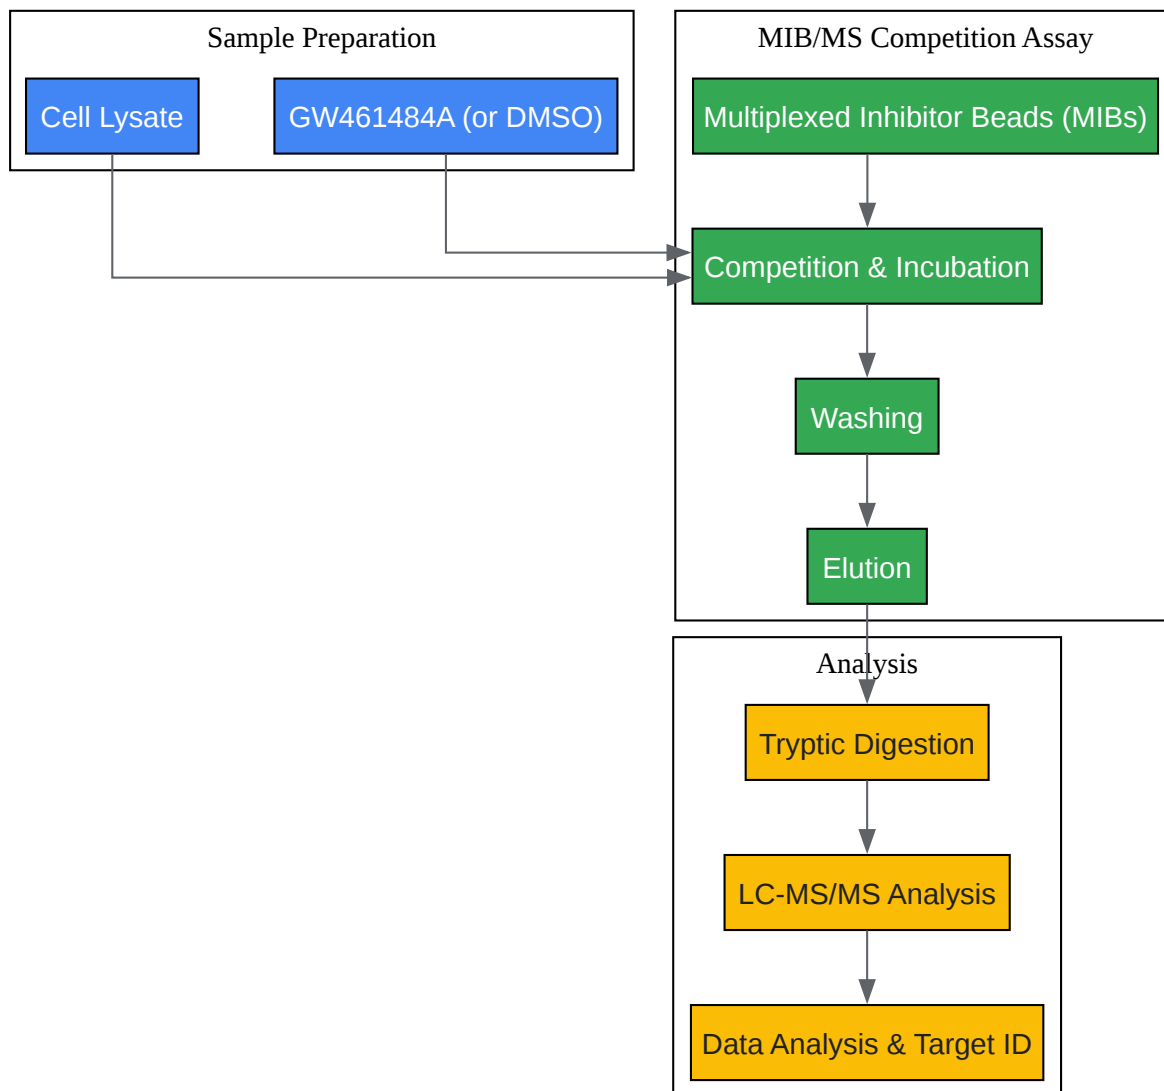 Sample Preparation
Cell Lysate
GW461484A (or DMSO)
MIB/MS Competition Assay
Multiplexed Inhibitor Beads (MIBs)
Competition & Incubation
Washing
Elution
Analysis
Tryptic Digestion
LC-MS/MS Analysis
Data Analysis & Target ID